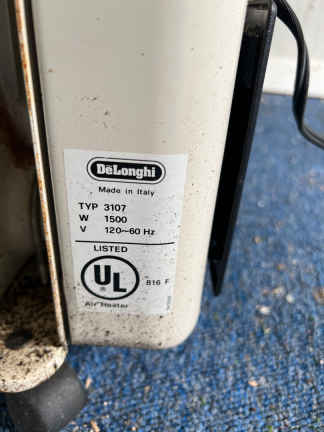 DeLonghi
Made in Italy
TYP 3107
W 1500
V 120~60 Hz
LISTED
UL
®
816 F
Air Heater